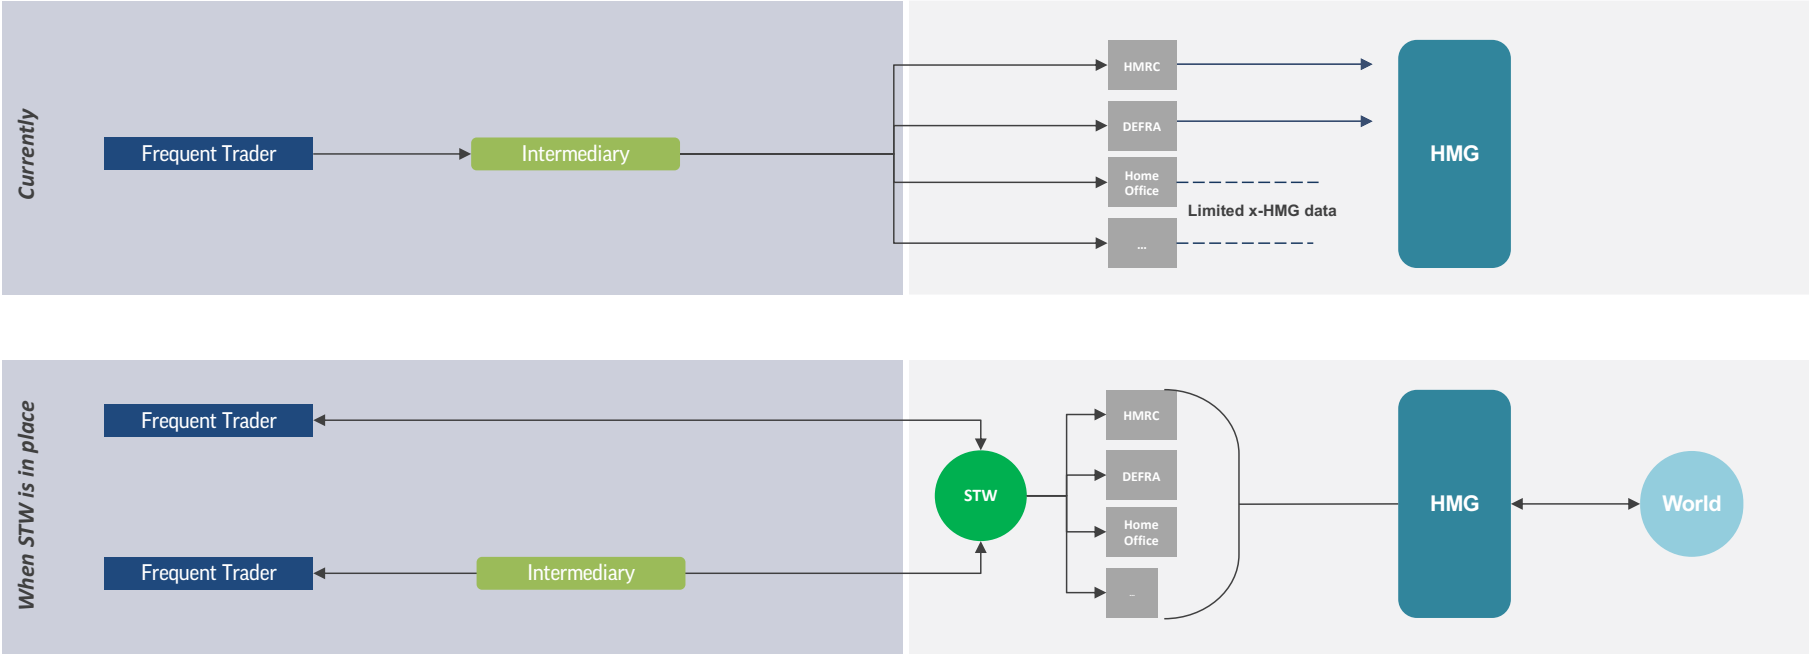 Currently
Frequent Trader
Intermediary
HMRC
DEFRA
Home
Office
...
Limited x-HMG data
HMG
When STW is in place
Frequent Trader
Frequent Trader
Intermediary
STW
HMRC
DEFRA
Home
Office
...
HMG
World